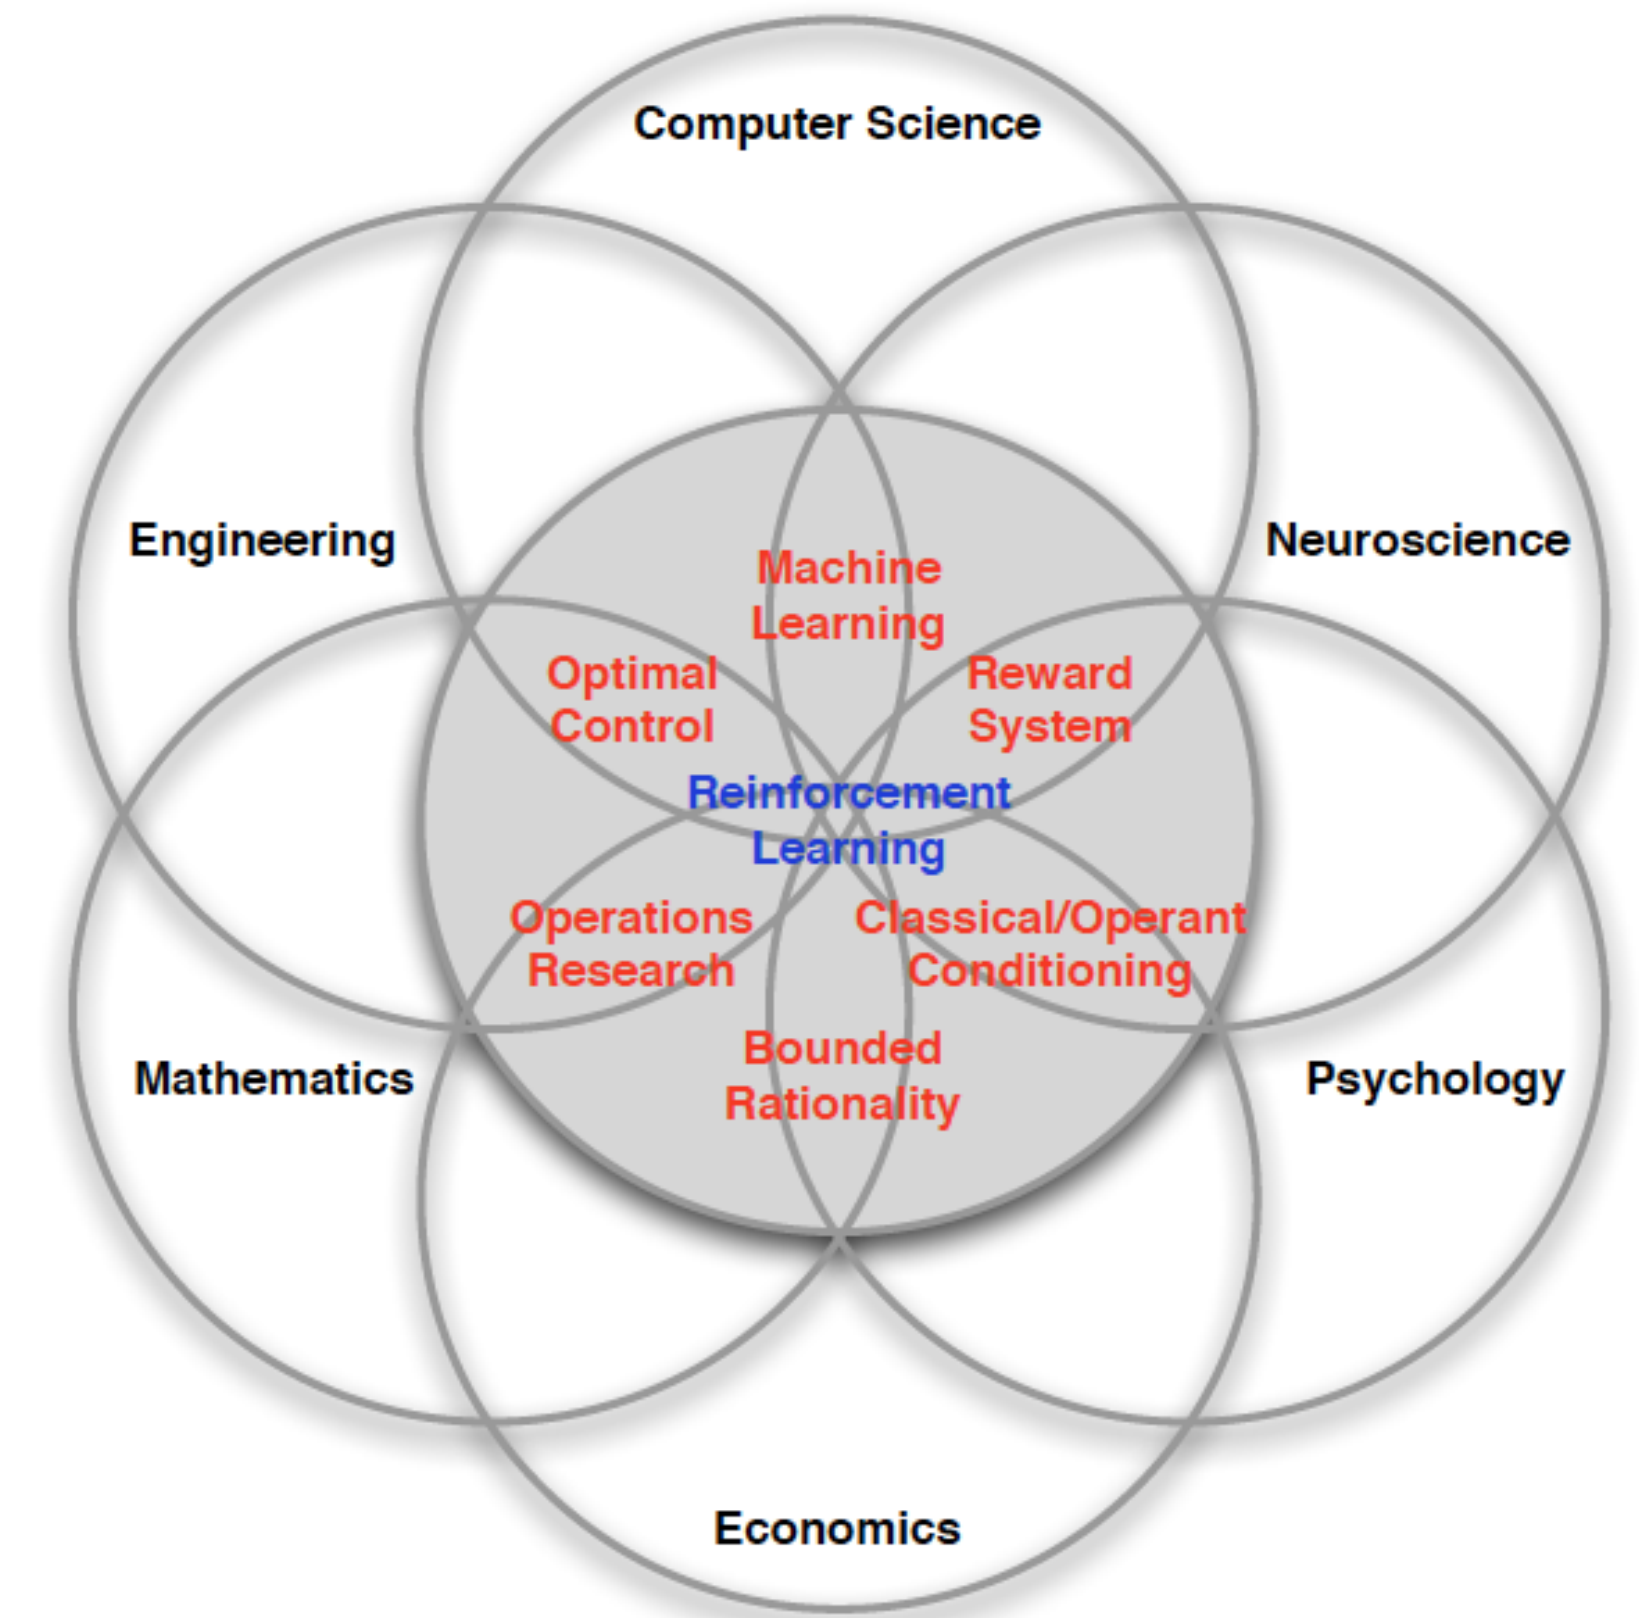 Computer Science
Engineering
Neuroscience
Machine
Learning
Optimal
Control
Reward
System
Reinforcement
Learning
Operations
Research
Classical/Operant
Conditioning
Bounded
Rationality
Mathematics
Psychology
Economics